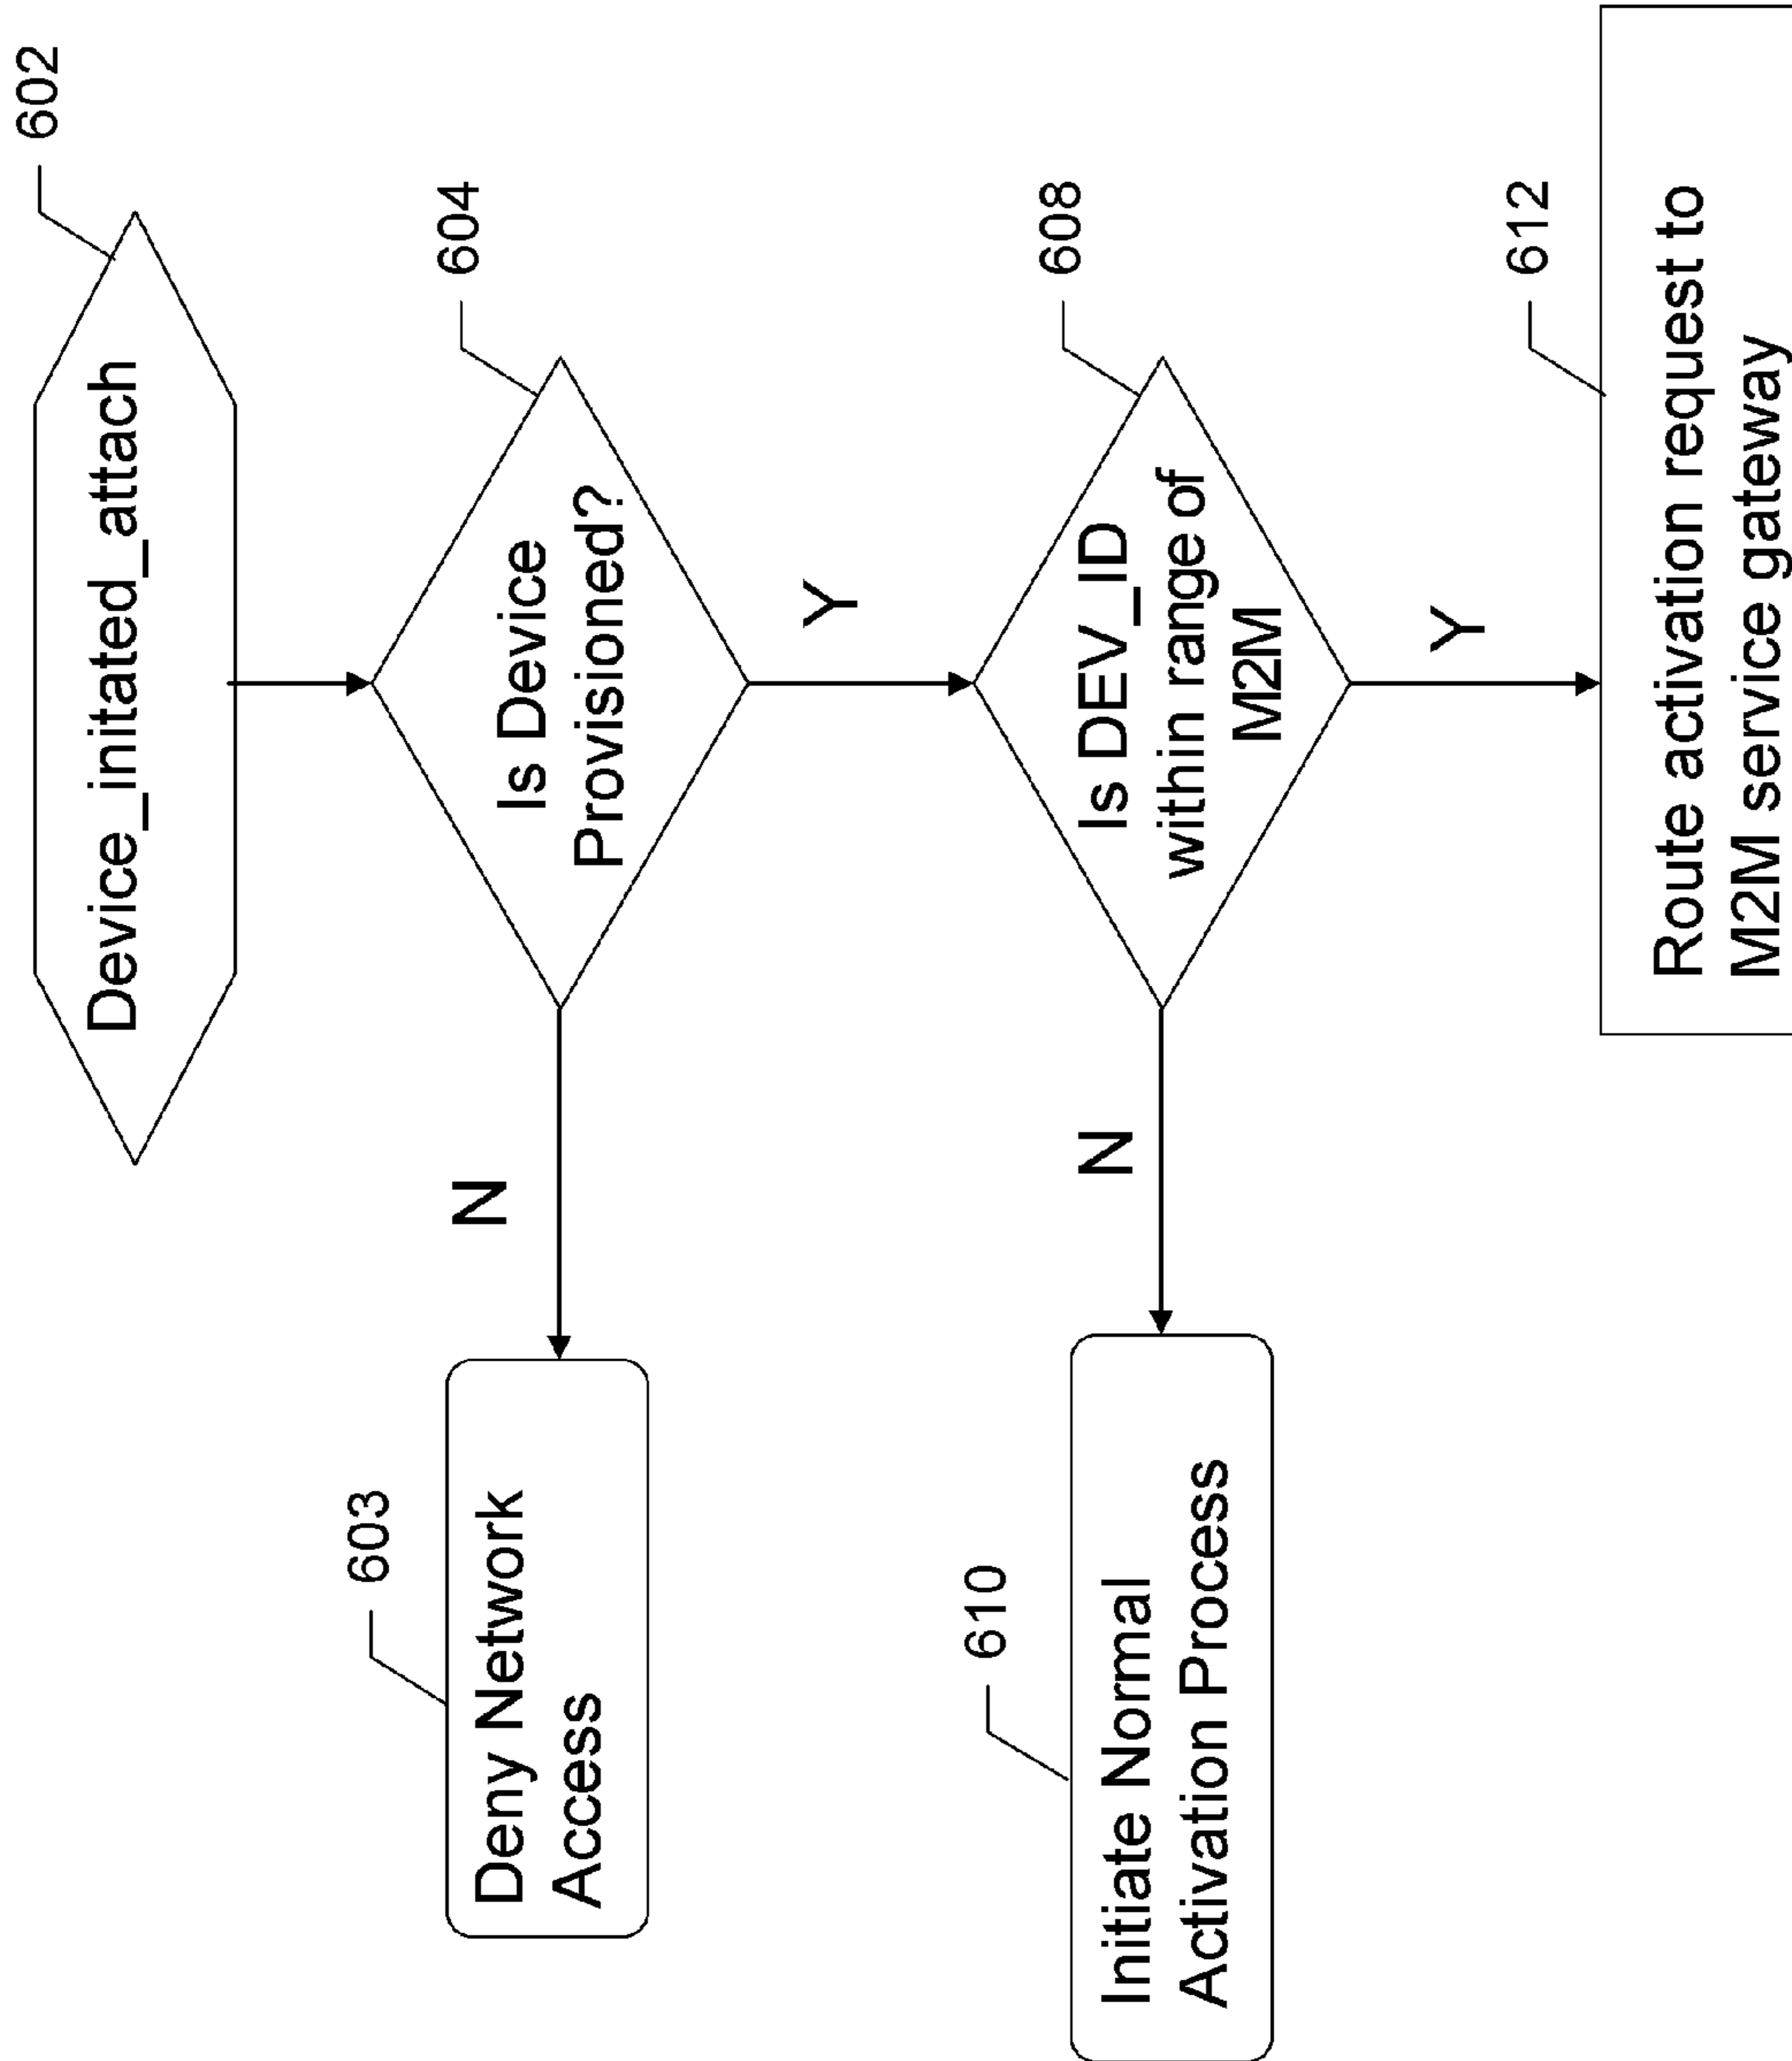 602
Device_initated_attach
604
Is Device
Provisioned?
N
603
Deny Network
Access
Y
608
Is DEV_ID
within range of
M2M
N
610
Initiate Normal
Activation Process
Y
612
Route activation request to
M2M service gateway